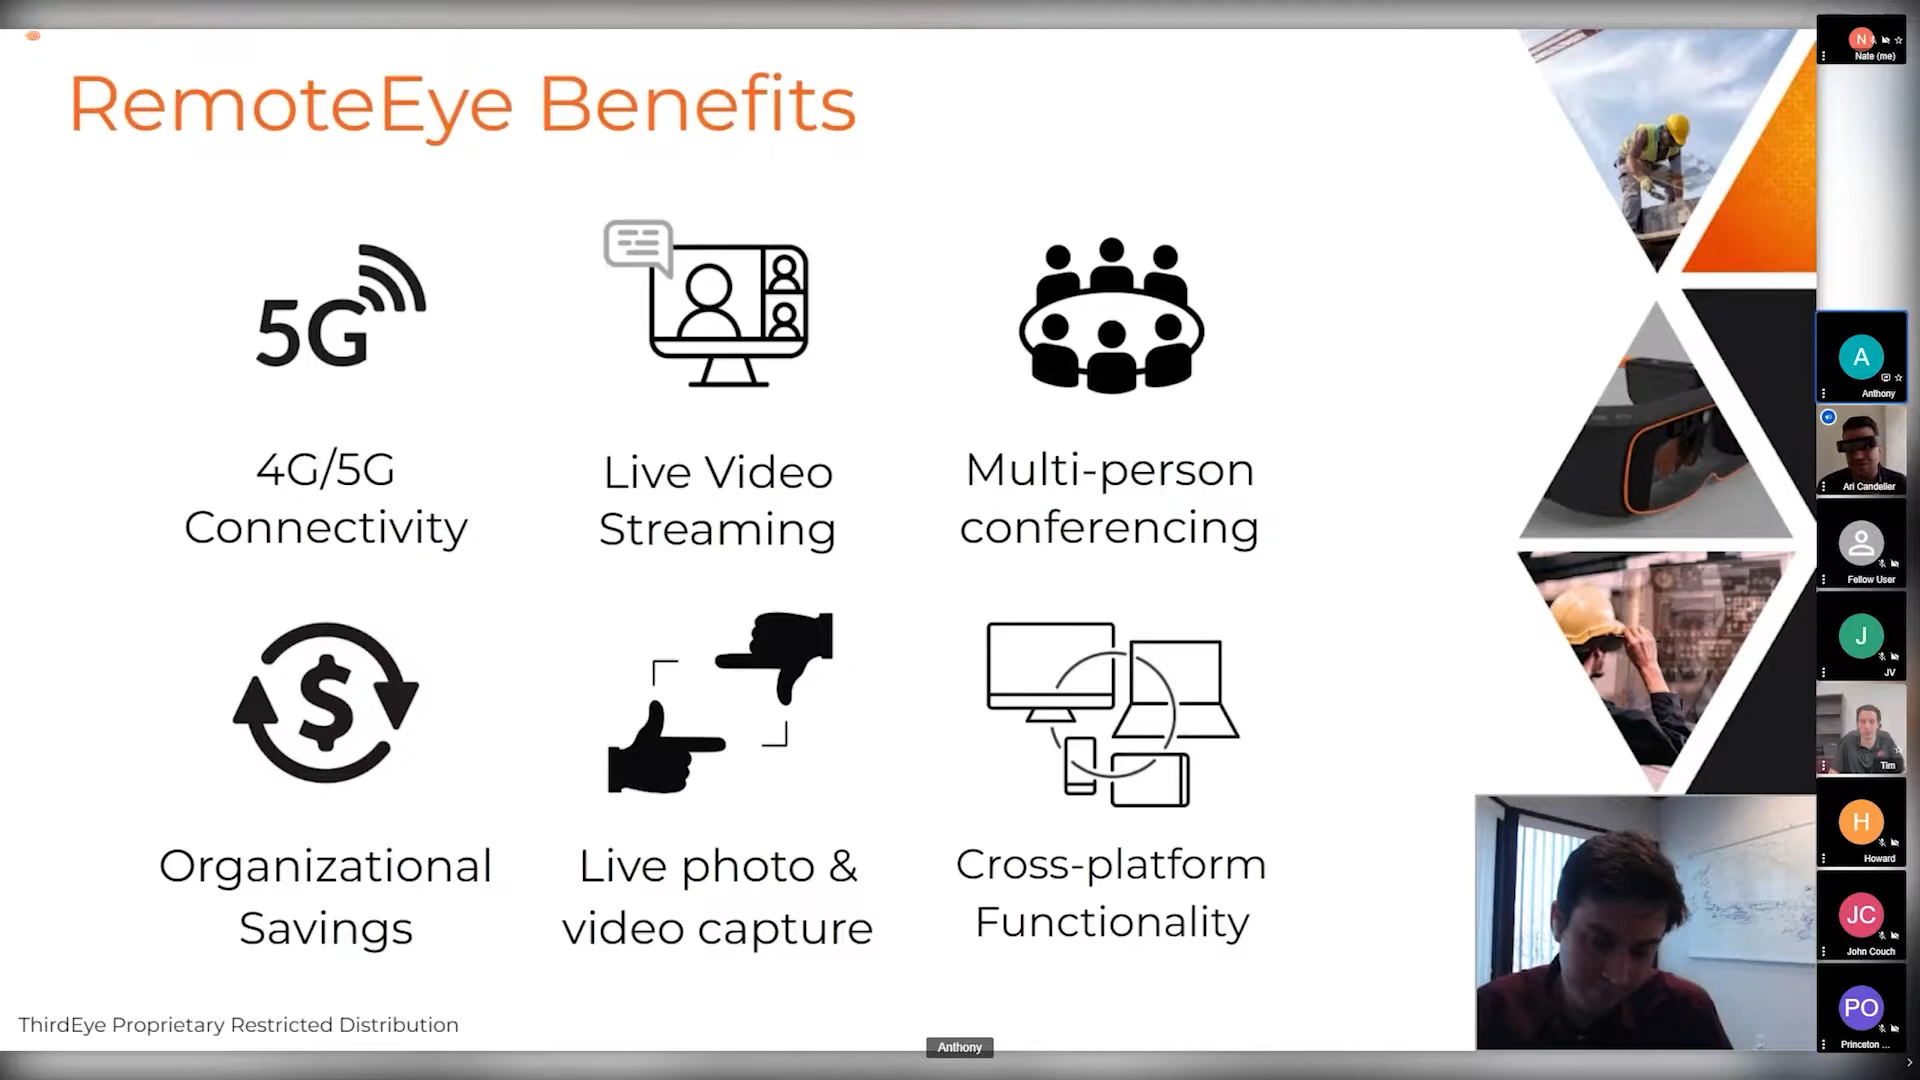 RemoteEye Benefits
5G
4G/5G
Connectivity
Live Video
Streaming
Multi-person
conferencing
$
Organizational
Savings
Live photo &
video capture
Cross-platform
Functionality
ThirdEye Proprietary Restricted Distribution
Anthony
N
Nate (me)
A
Anthony
Ari Candelier
Fellow User
J
JV
Tim
H
Howard
JC
John Couch
PO
Princeton ...